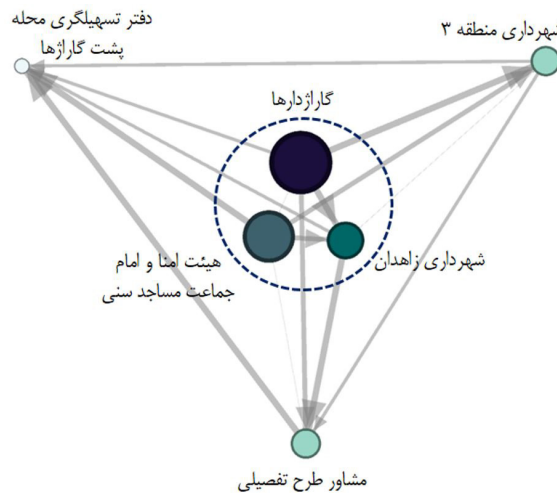 دفتر تسهیلگری محله
پشت گاراژها
شهرداری منطقه ۳
گاراژدارها
شهرداری زاهدان
هیئت امنا و امام
جماعت مساجد سنی
مشاور طرح تفصیلی